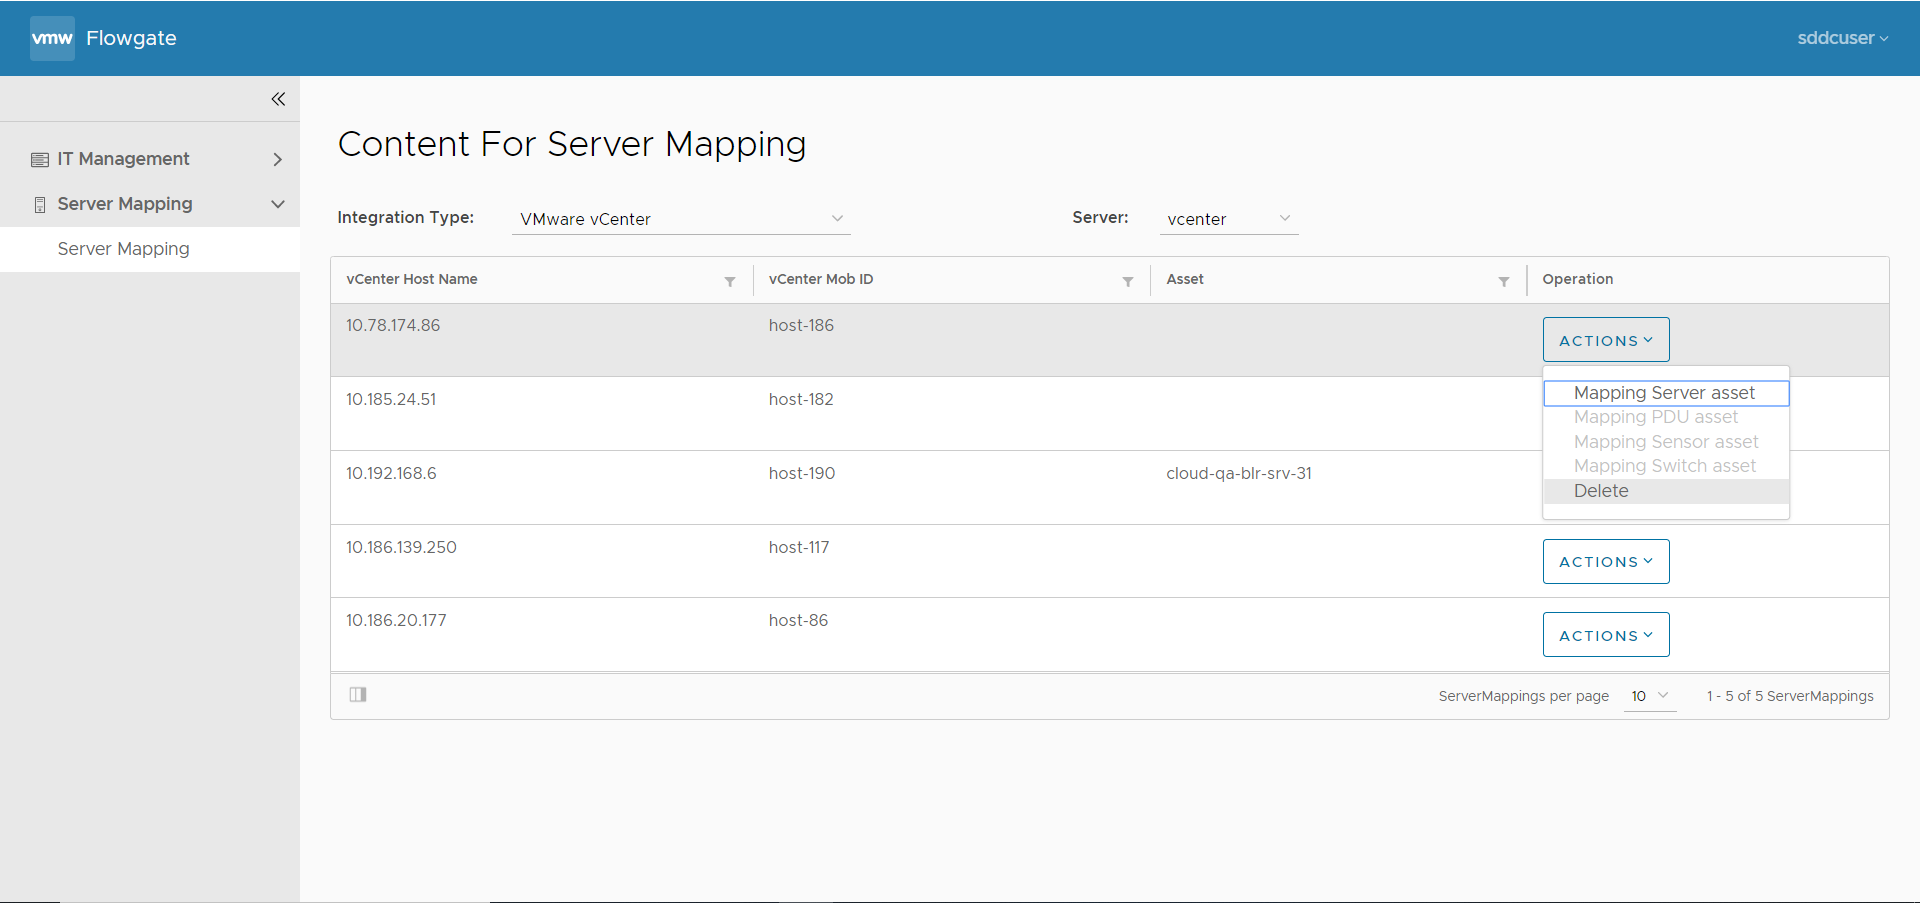 vmw Flowgate sddcuser
IT Management
Server Mapping
Server Mapping
Content For Server Mapping
Integration Type: VMware vCenter Server: vcenter
vCenter Host Name vCenter Mob ID Asset Operation
10.78.174.86 host-186 ACTIONS
Mapping Server asset
Mapping PDU asset
Mapping Sensor asset
Mapping Switch asset
Delete
10.185.24.51 host-182
10.192.168.6 host-190 cloud-qa-blr-srv-31
10.186.139.250 host-117 ACTIONS
10.186.20.177 host-86 ACTIONS
ServerMappings per page 10 1 - 5 of 5 ServerMappings